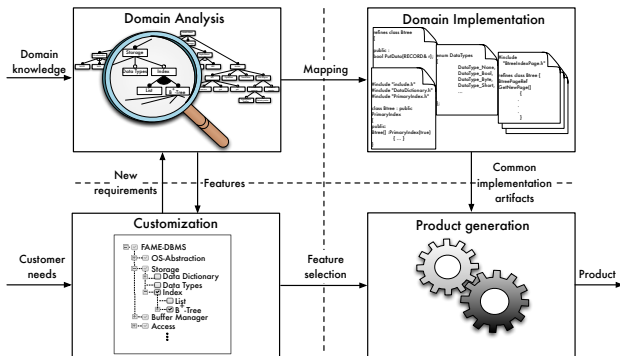 Domain Analysis
Domain Implementation
Domain
knowledge
Storage
Data Types
Index
List
B+-Tree
Mapping
refines class Btree
{
public :
bool PutData(RECORD& r);
#include "include.h"
#include "DataDictionary.h"
#include "PrimaryIndex.h"
class Btree : public
PrimaryIndex
{
public:
Btree() :PrimaryIndex(true)
{ ... }
}
enum DataTypes
DataType_None,
DataType_Bool,
DataType_Byte,
DataType_Short,
...
#include
"BtreeIndexPage.h"
refines class Btree {
BtreePageRef
GetNewPage()
{
.
.
.
}
New
requirements
Features
Common
implementation
artifacts
Customization
Product generation
Customer
needs
FAME-DBMS
OS-Abstraction
Storage
Data Dictionary
Data Types
Index
List
B+-Tree
Buffer Manager
Access
Feature
selection
Product